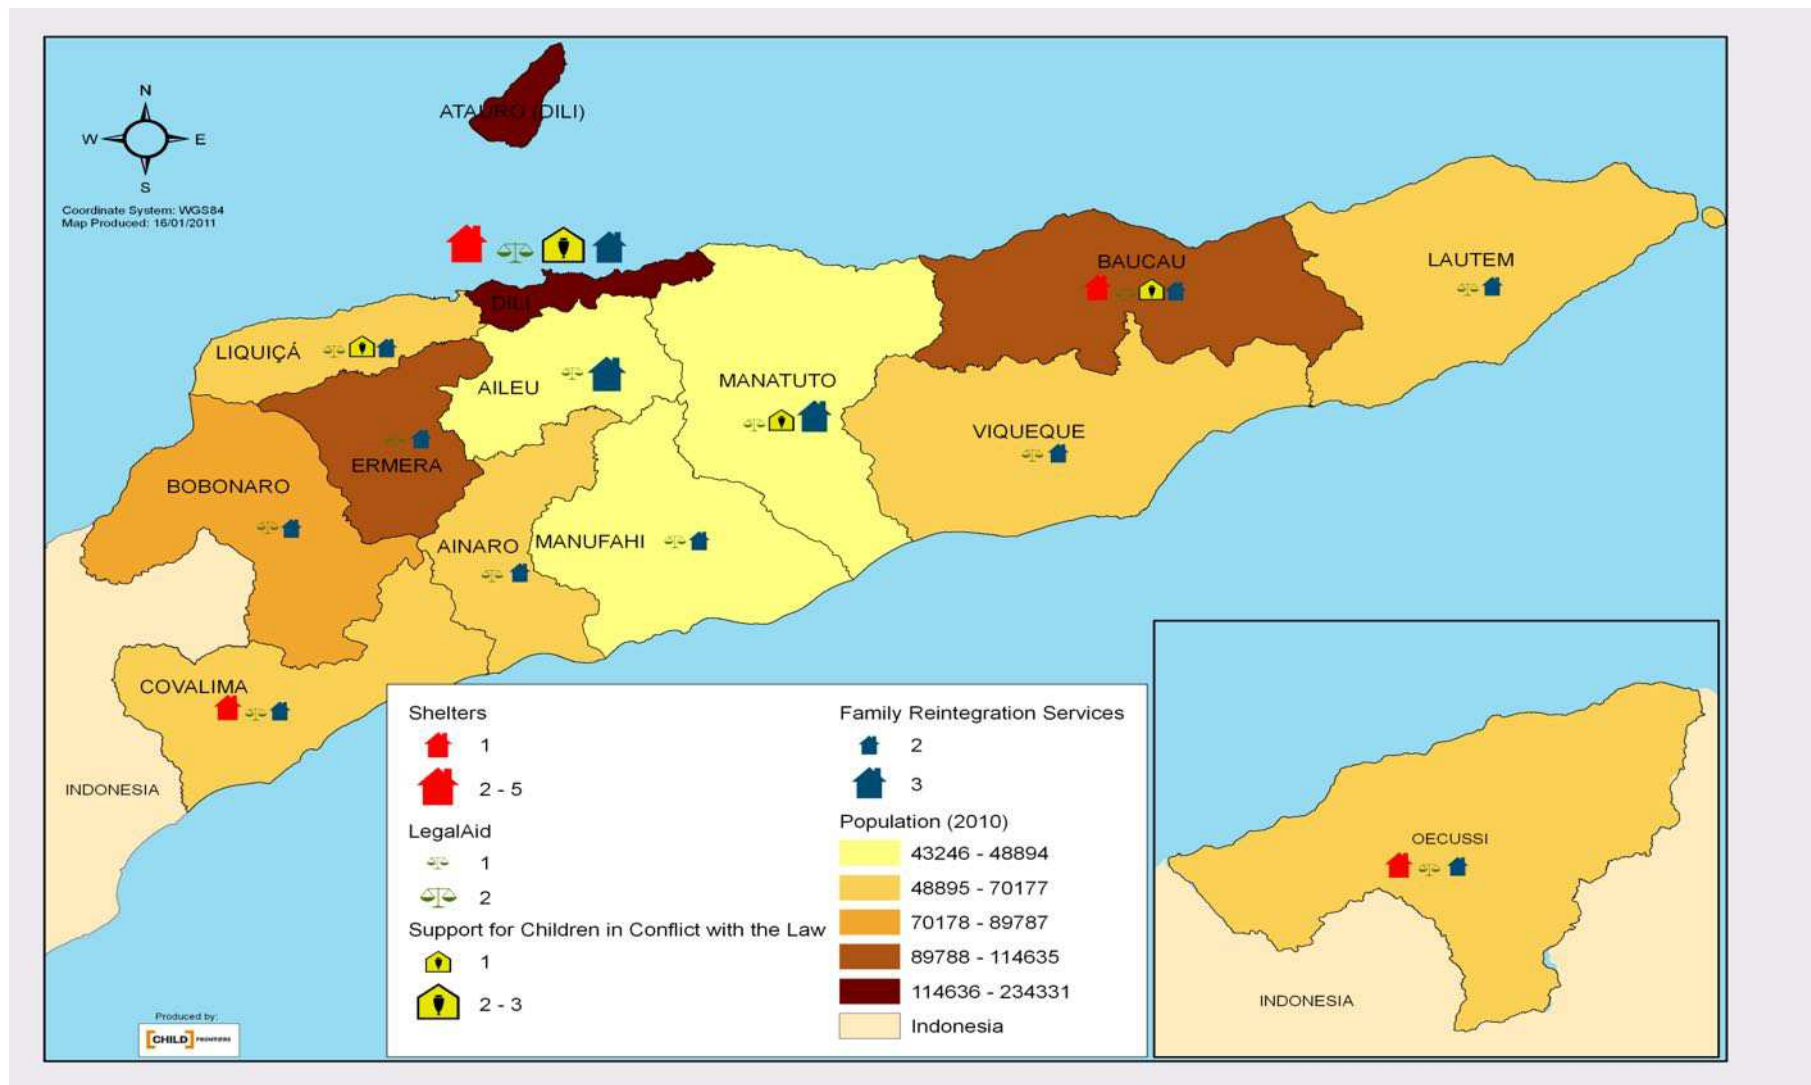 N
W E
S
Coordinate System: WGS84
Map Produced: 16/01/2011
ATAURO (DILI)
DILI
BAUCAU
LAUTEM
LIQUIÇÁ
AILEU
MANATUTO
VIQUEQUE
ERMERA
BOBONARO
AINARO
MANUFAHI
COVALIMA
INDONESIA
Shelters
1
2 - 5
LegalAid
1
2
Support for Children in Conflict with the Law
1
2 - 3
Family Reintegration Services
2
3
Population (2010)
43246 - 48894
48895 - 70177
70178 - 89787
89788 - 114635
114636 - 234331
Indonesia
OECUSSI
INDONESIA
Produced by:
[CHILD] FRONTIERS